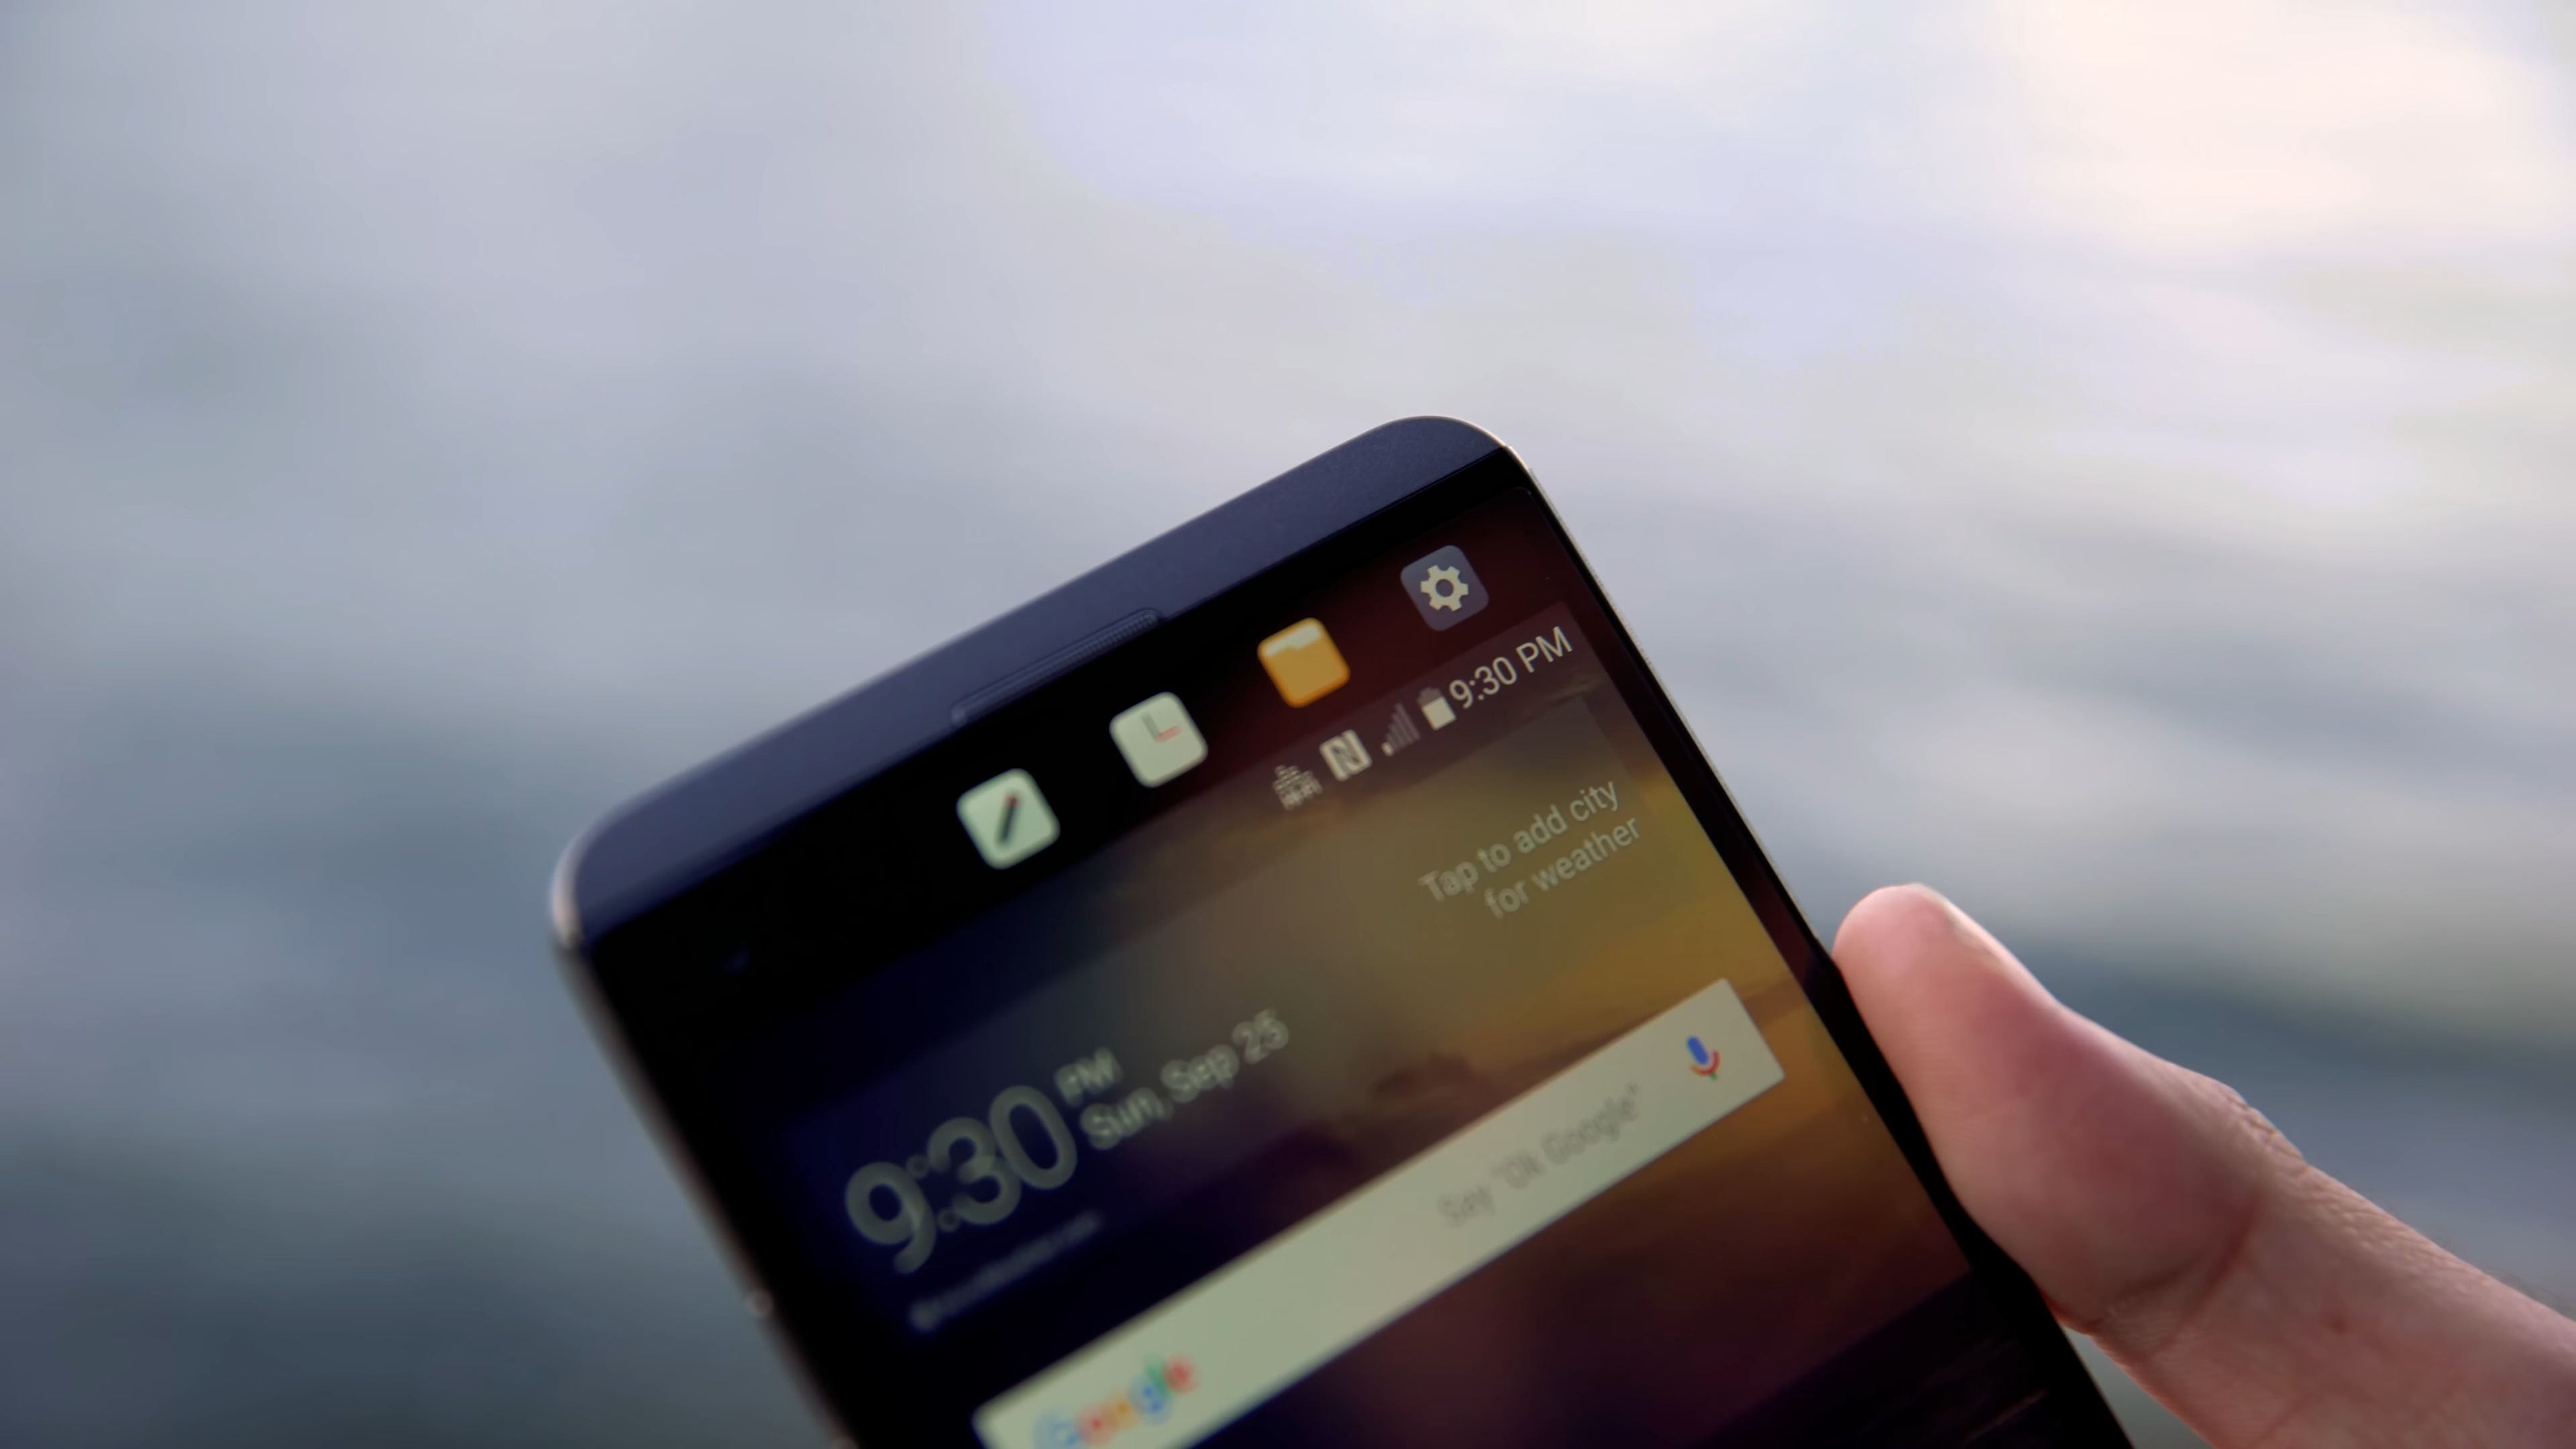 9:30 PM
Tap to add city
for weather
9:30
PM
Sun, Sep 25
Say "Ok Google"
Google